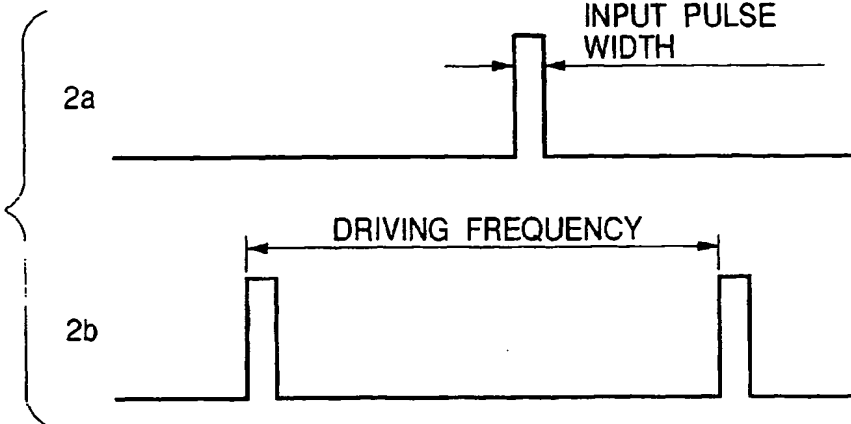 INPUT PULSE
WIDTH
2a
DRIVING FREQUENCY
2b